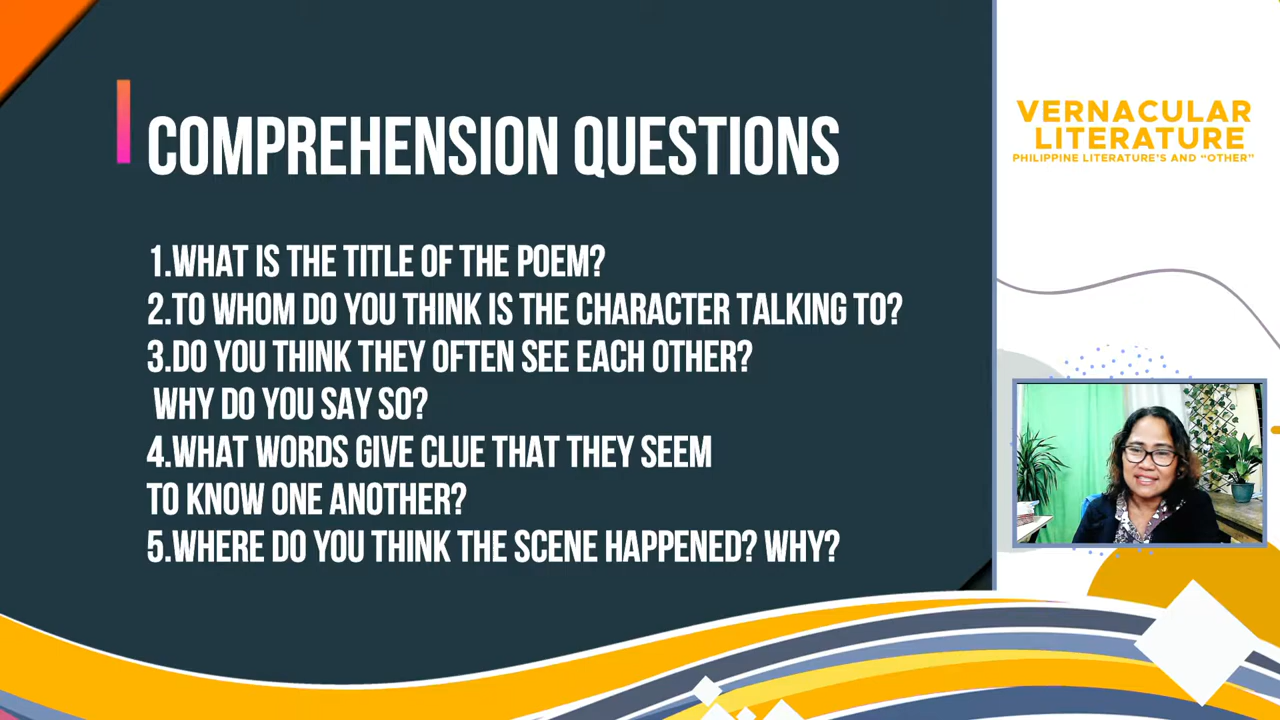 COMPREHENSION QUESTIONS
1.WHAT IS THE TITLE OF THE POEM?
2.TO WHOM DO YOU THINK IS THE CHARACTER TALKING TO?
3.DO YOU THINK THEY OFTEN SEE EACH OTHER?
WHY DO YOU SAY SO?
4.WHAT WORDS GIVE CLUE THAT THEY SEEM
TO KNOW ONE ANOTHER?
5.WHERE DO YOU THINK THE SCENE HAPPENED? WHY?
VERNACULAR
LITERATURE
PHILIPPINE LITERATURE'S AND "OTHER"